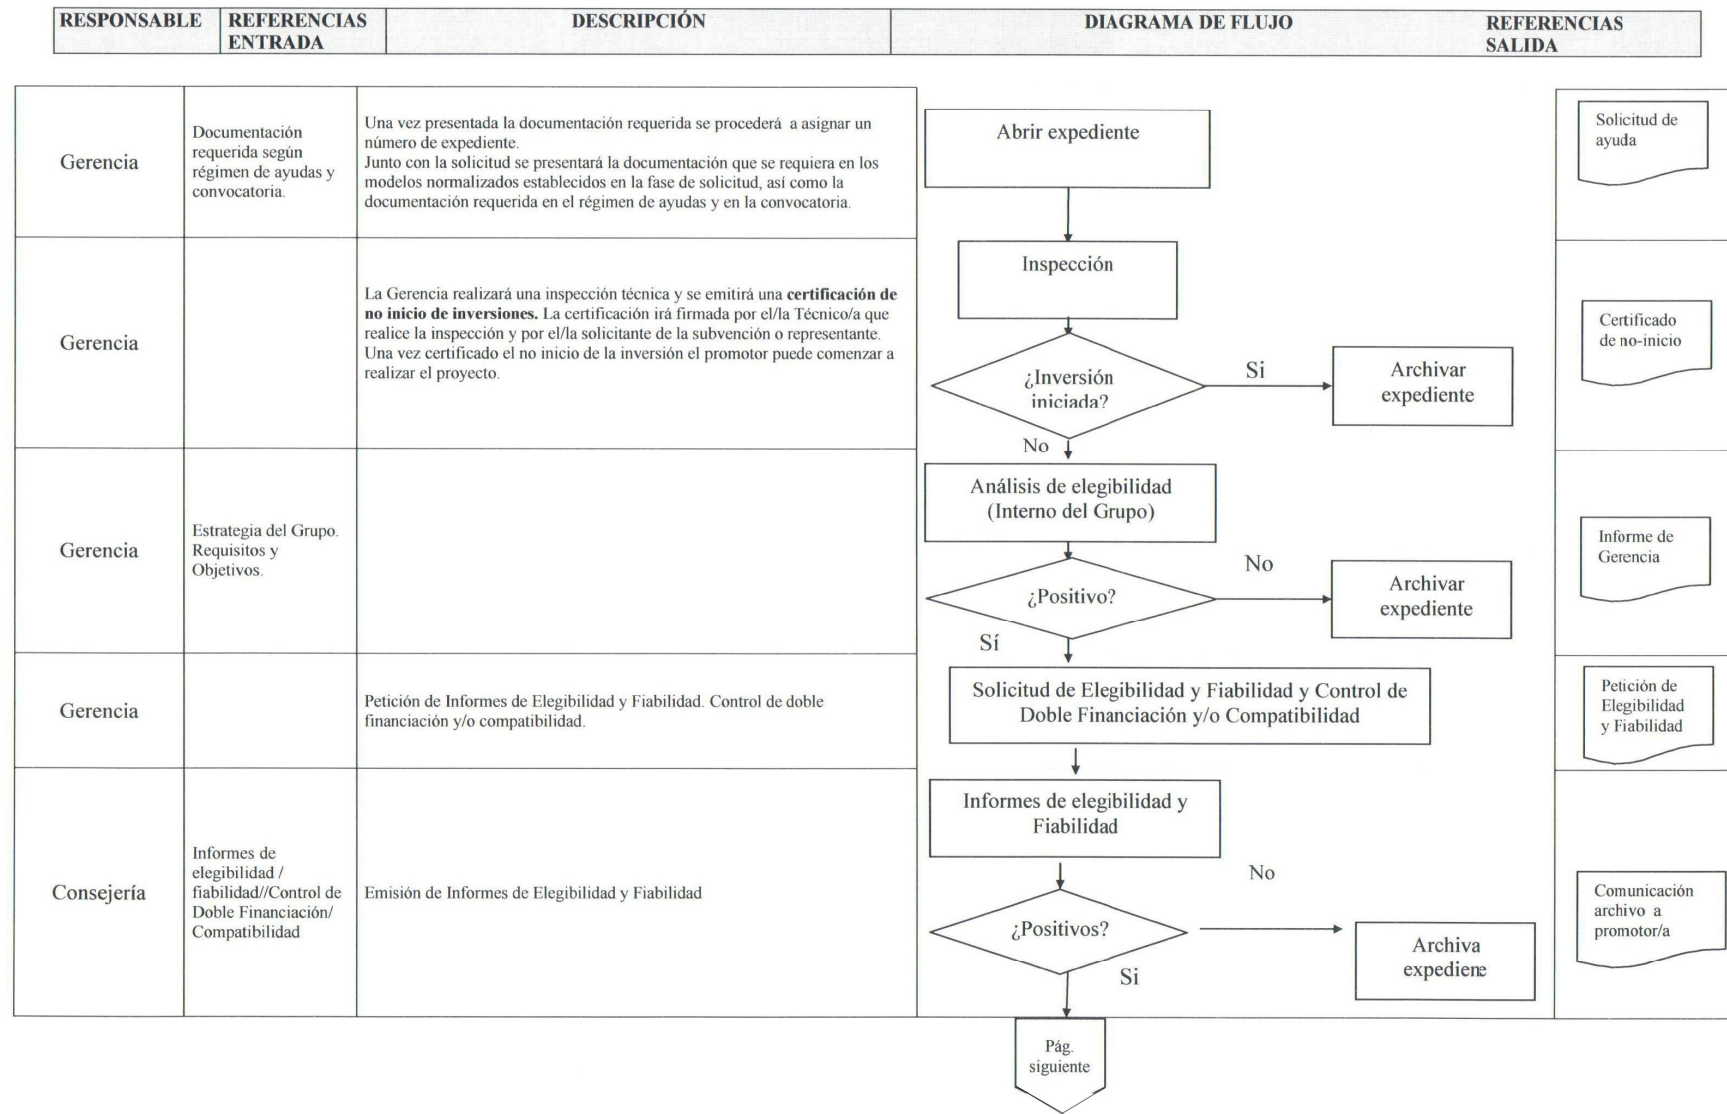 RESPONSABLE
REFERENCIAS
ENTRADA
DESCRIPCIÓN
DIAGRAMA DE FLUJO
REFERENCIAS
SALIDA
Gerencia
Documentación
requerida según
régimen de ayudas y
convocatoria.
Una vez presentada la documentación requerida se procederá a asignar un
número de expediente.
Junto con la solicitud se presentará la documentación que se requiera en los
modelos normalizados establecidos en la fase de solicitud, así como la
documentación requerida en el régimen de ayudas y en la convocatoria.
Abrir expediente
Solicitud de
ayuda
Gerencia
La Gerencia realizará una inspección técnica y se emitirá una certificación de
no inicio de inversiones. La certificación irá firmada por el/la Técnico/a que
realice la inspección y por el/la solicitante de la subvención o representante.
Una vez certificado el no inicio de la inversión el promotor puede comenzar a
realizar el proyecto.
Inspección
¿Inversión
iniciada?
Si
Archivar
expediente
No
Certificado
de no-inicio
Gerencia
Estrategia del Grupo.
Requisitos y
Objetivos.
Análisis de elegibilidad
(Interno del Grupo)
¿Positivo?
No
Archivar
expediente
Sí
Informe de
Gerencia
Gerencia
Petición de Informes de Elegibilidad y Fiabilidad. Control de doble
financiación y/o compatibilidad.
Solicitud de Elegibilidad y Fiabilidad y Control de
Doble Financiación y/o Compatibilidad
Petición de
Elegibilidad
y Fiabilidad
Consejería
Informes de
elegibilidad /
fiabilidad//Control de
Doble Financiación/
Compatibilidad
Emisión de Informes de Elegibilidad y Fiabilidad
Informes de elegibilidad y
Fiabilidad
¿Positivos?
No
Archiva
expediene
Si
Comunicación
archivo a
promotor/a
Pág.
siguiente